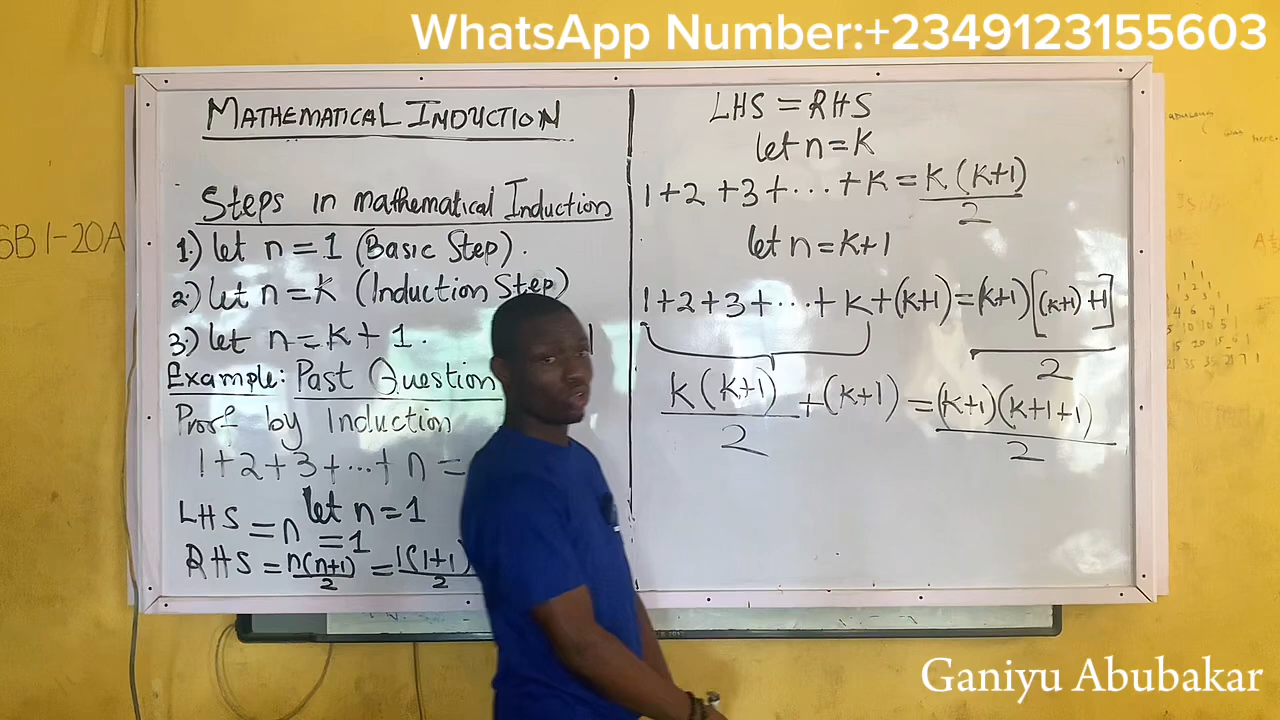 WhatsApp Number:+2349123155603
MATHEMATICAL INDUCTION
Steps in mathematical Induction
1.) let n = 1 (Basic Step).
2.) let n = K (Induction Step)
3.) let n = K + 1.
Example: Past Question
Proof by Induction
1+2+3+...+n =
let n = 1
LHS = n = 1
RHS = n(n+1)/2 = 1(1+1)/2
LHS = RHS
let n = K
1+2+3+...+K = K(K+1)/2
let n = K+1
1+2+3+...+K+(K+1) = (K+1)[(K+1)+1]/2
K(K+1)/2 + (K+1) = (K+1)(K+1+1)/2
SB1-20A
Ganiyu Abubakar